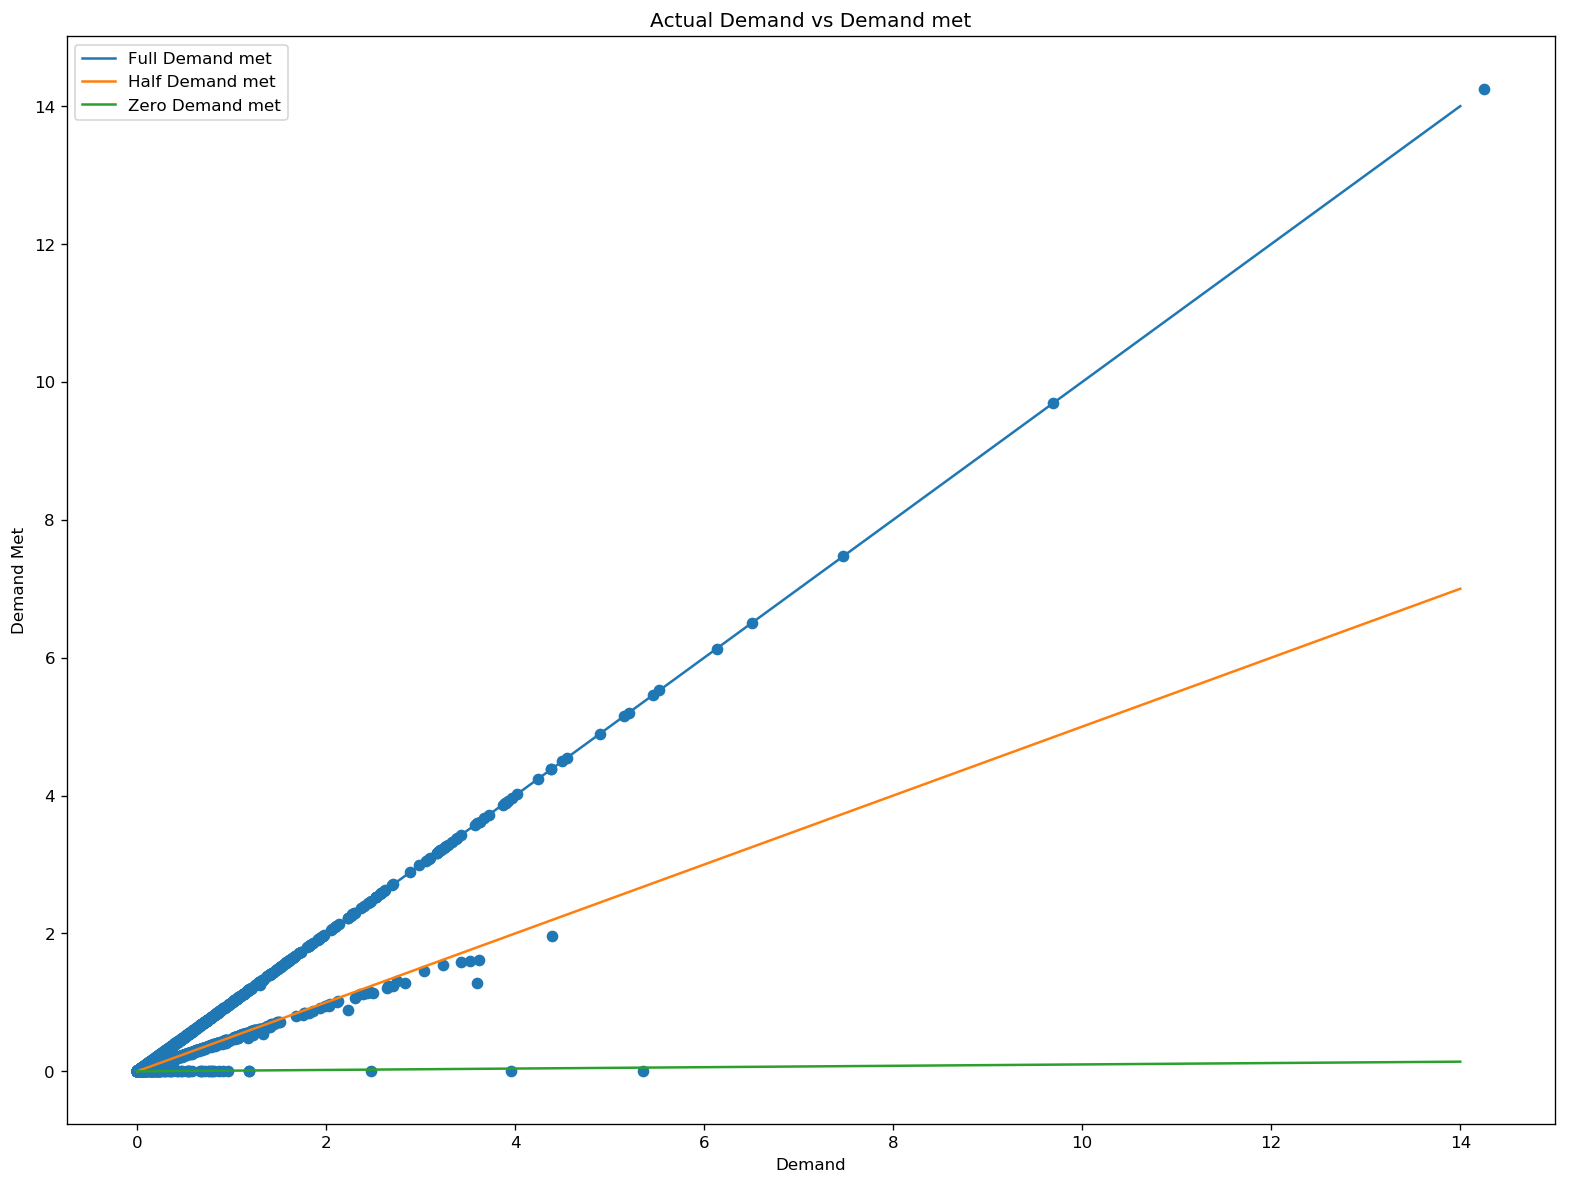 Actual Demand vs Demand met
Full Demand met
Half Demand met
Zero Demand met
14
12
10
8
6
4
2
0
Demand Met
0 2 4 6 8 10 12 14
Demand